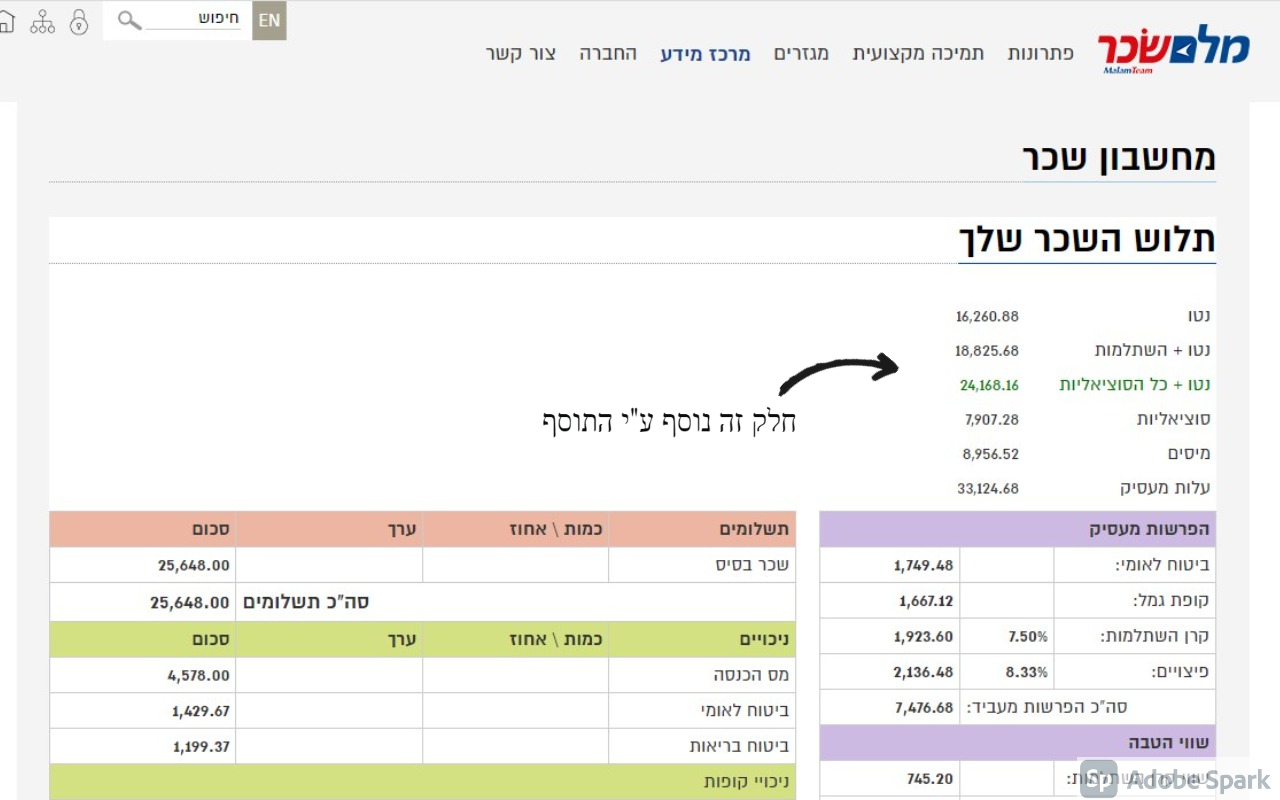 EN
חיפוש
מלם שכר
MalamTeam
פתרונות תמיכה מקצועית מגזרים מרכז מידע החברה צור קשר
מחשבון שכר
תלוש השכר שלך
נטו 16,260.88
נטו + השתלמות 18,825.68
נטו + כל הסוציאליות 24,168.16
סוציאליות 7,907.28
מיסים 8,956.52
עלות מעסיק 33,124.68
חלק זה נוסף ע"י התוסף
הפרשות מעסיק
ביטוח לאומי: 1,749.48
קופת גמל: 1,667.12
קרן השתלמות: 7.50% 1,923.60
פיצויים: 8.33% 2,136.48
סה"כ הפרשות מעביד: 7,476.68
שווי הטבה
שווי קרן השתלמות: 745.20
תשלומים כמות \ אחוז ערך סכום
שכר בסיס 25,648.00
סה"כ תשלומים 25,648.00
ניכויים כמות \ אחוז ערך סכום
מס הכנסה 4,578.00
ביטוח לאומי 1,429.67
ביטוח בריאות 1,199.37
ניכויי קופות
Sp Adobe Spark